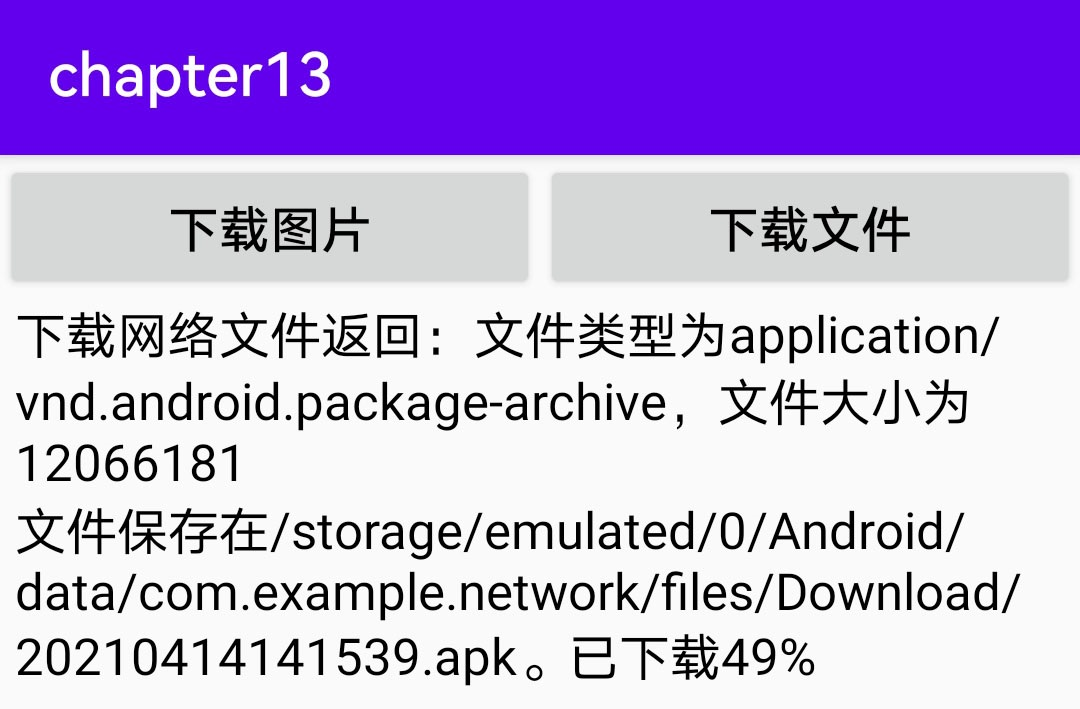 chapter13
下载图片 下载文件
下载网络文件返回：文件类型为application/
vnd.android.package-archive，文件大小为
12066181
文件保存在/storage/emulated/0/Android/
data/com.example.network/files/Download/
20210414141539.apk。已下载49%